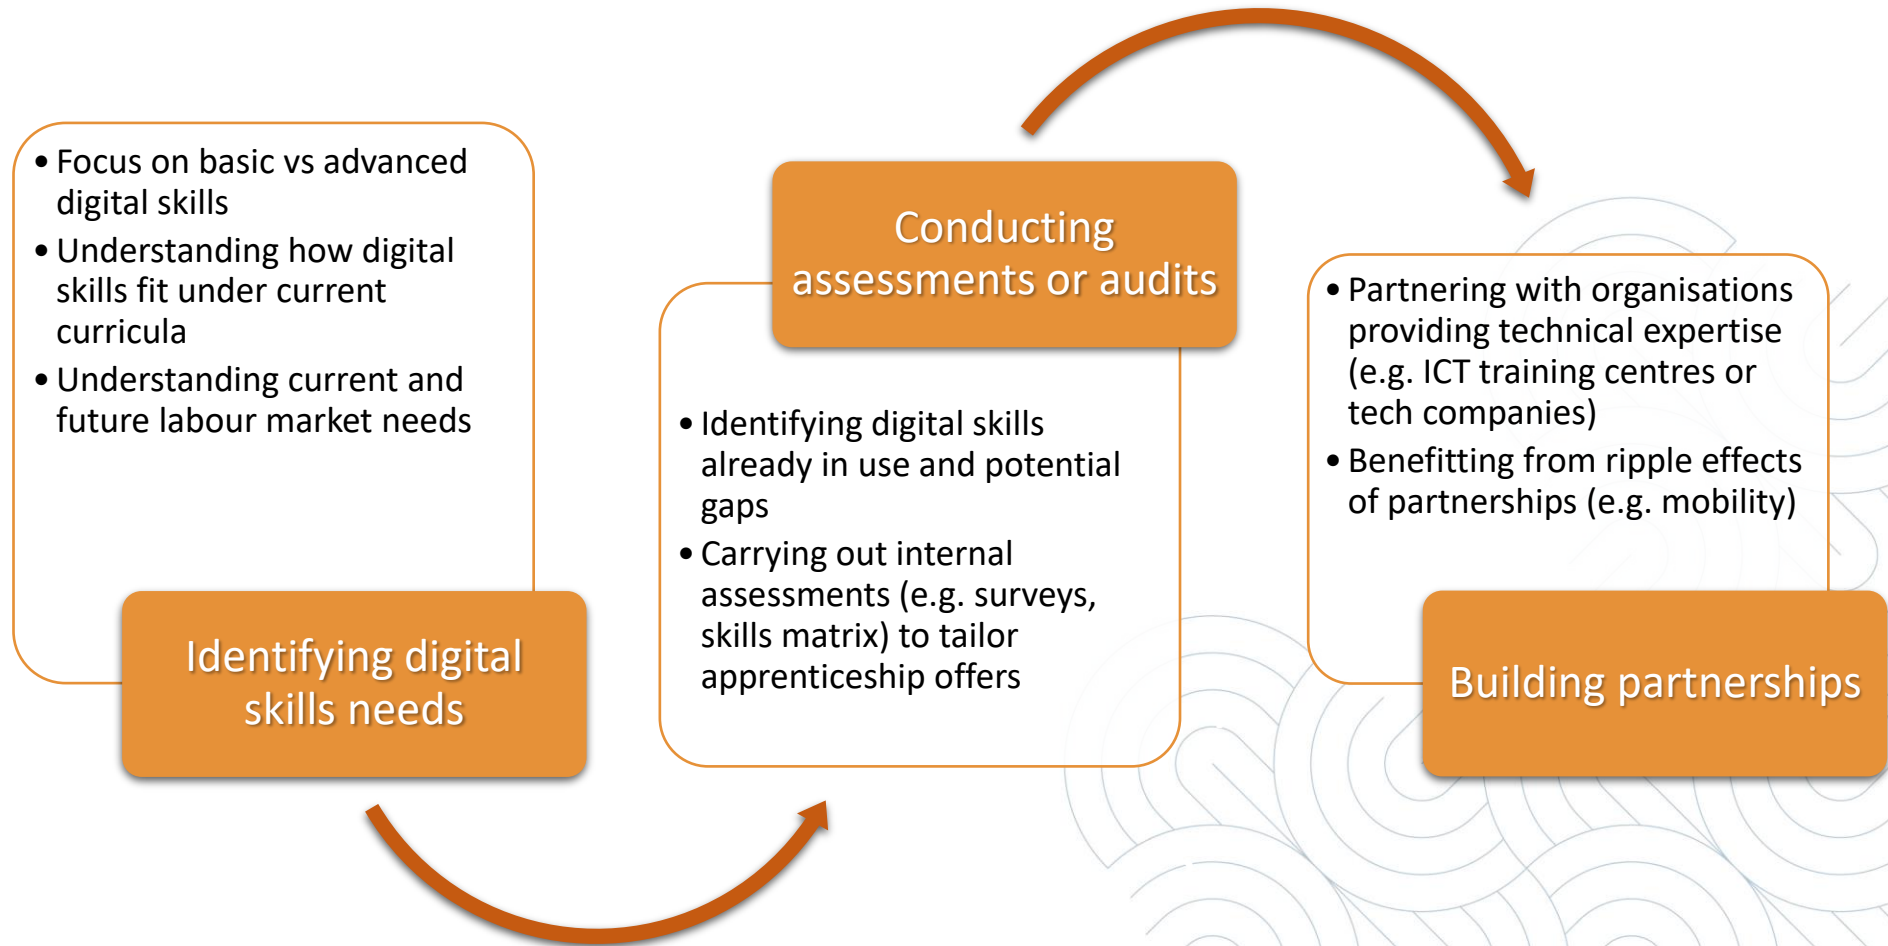 • Focus on basic vs advanced
digital skills
• Understanding how digital
skills fit under current
curricula
• Understanding current and
future labour market needs
Identifying digital
skills needs
Conducting
assessments or audits
• Identifying digital skills
already in use and potential
gaps
• Carrying out internal
assessments (e.g. surveys,
skills matrix) to tailor
apprenticeship offers
• Partnering with organisations
providing technical expertise
(e.g. ICT training centres or
tech companies)
• Benefitting from ripple effects
of partnerships (e.g. mobility)
Building partnerships